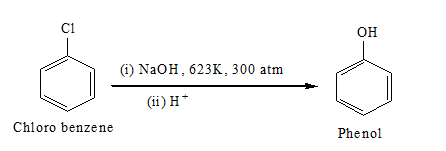 Cl
OH
(i) NaOH, 623K, 300 atm
(ii) H⁺
Chloro benzene
Phenol